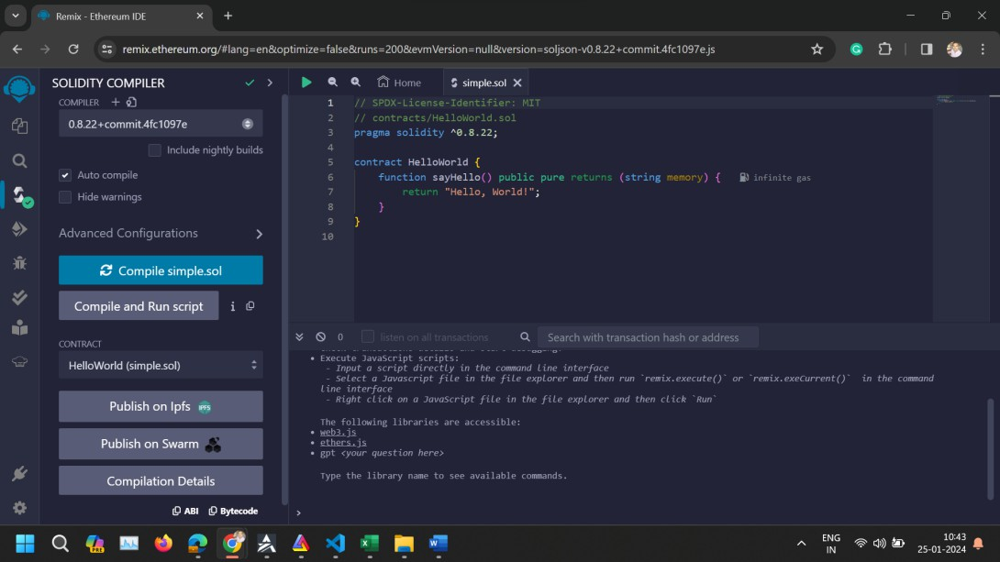 Remix - Ethereum IDE
remix.ethereum.org/#lang=en&optimize=false&runs=200&evmVersion=null&version=soljson-v0.8.22+commit.4fc1097e.js
SOLIDITY COMPILER
COMPILER
0.8.22+commit.4fc1097e
Include nightly builds
Auto compile
Hide warnings
Advanced Configurations
Compile simple.sol
Compile and Run script
i
CONTRACT
HelloWorld (simple.sol)
Publish on Ipfs IPFS
Publish on Swarm
Compilation Details
ABI Bytecode
Home
simple.sol
1 // SPDX-License-Identifier: MIT
2 // contracts/HelloWorld.sol
3 pragma solidity ^0.8.22;
4
5 contract HelloWorld {
6 function sayHello() public pure returns (string memory) { infinite gas
7 return "Hello, World!";
8 }
9 }
10
0 listen on all transactions Search with transaction hash or address
• Execute JavaScript scripts:
- Input a script directly in the command line interface
- Select a Javascript file in the file explorer and then run `remix.execute()` or `remix.exeCurrent()` in the command
line interface
- Right click on a JavaScript file in the file explorer and then click `Run`
The following libraries are accessible:
• web3.js
• ethers.js
• gpt <your question here>
Type the library name to see available commands.
>
PRE
ENG
IN
10:43
25-01-2024